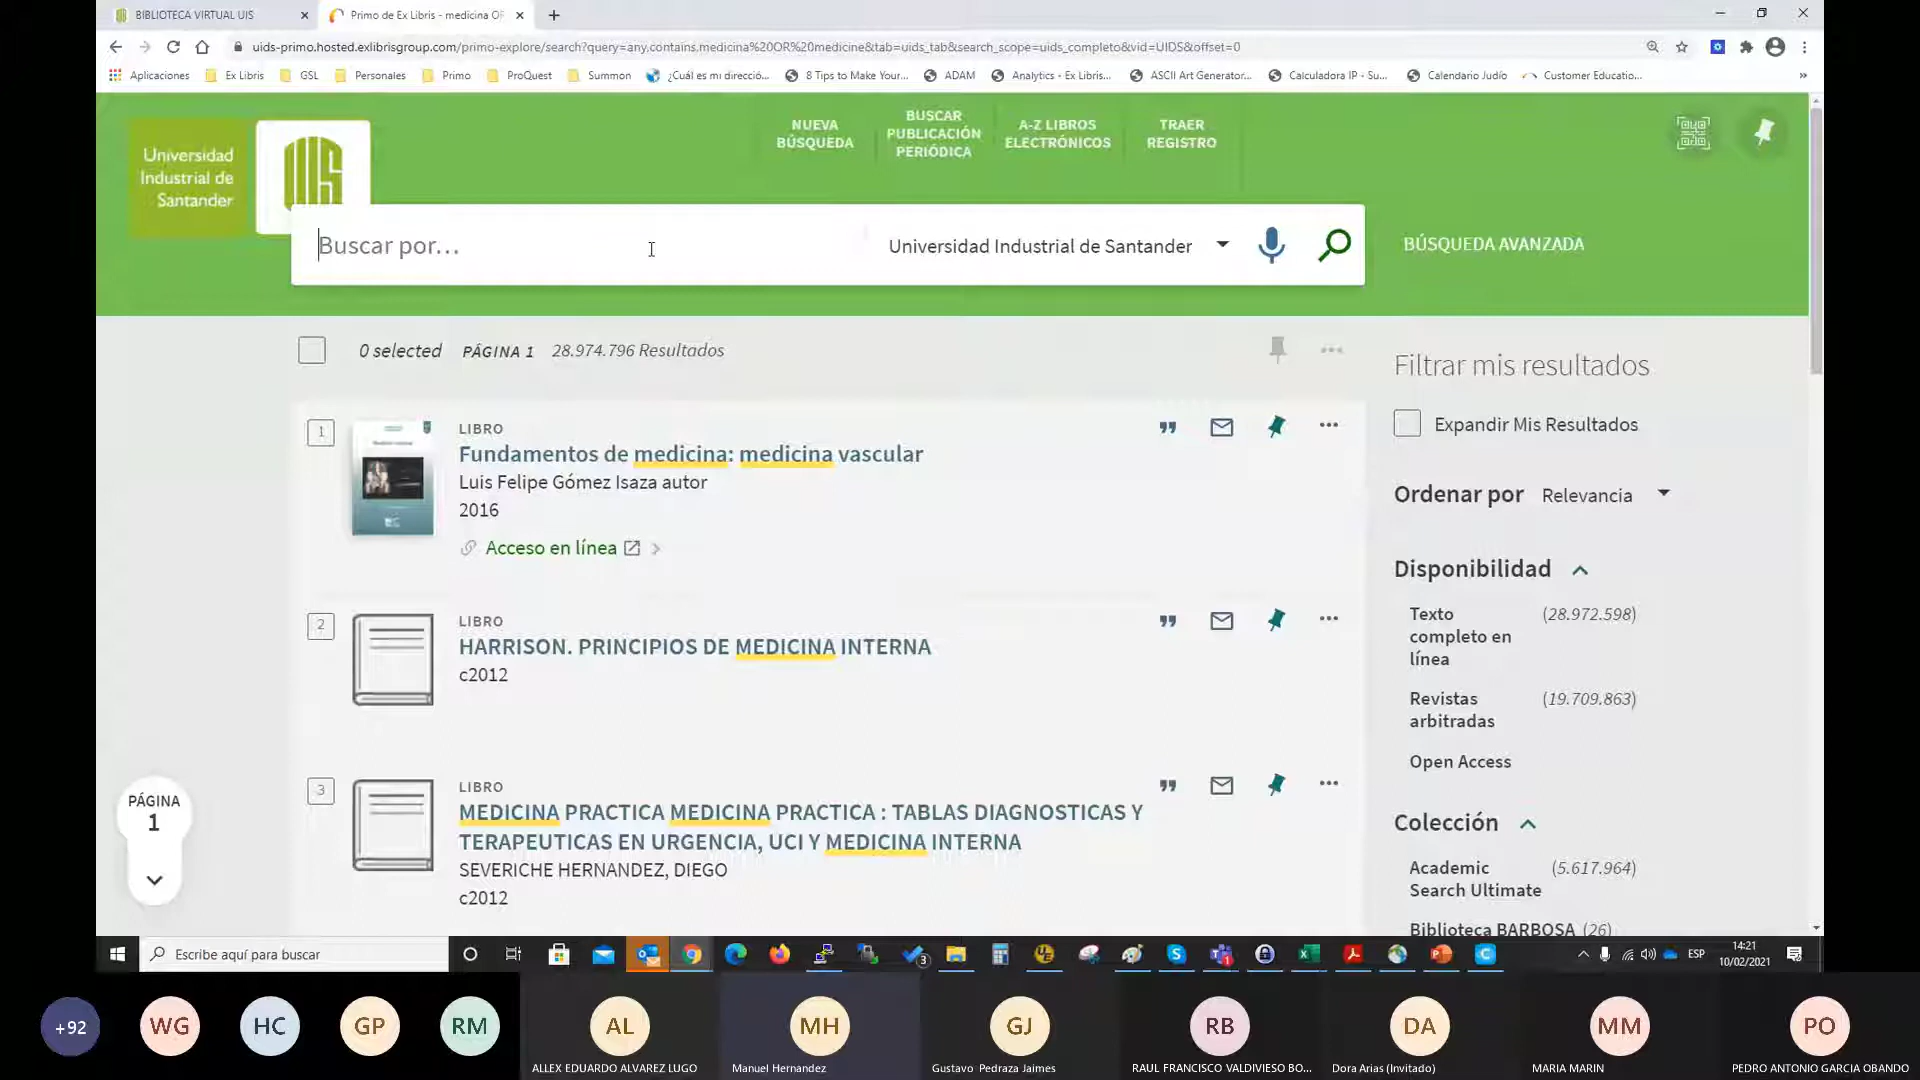 BIBLIOTECA VIRTUAL UIS
Primo de Ex Libris - medicina OF
uids-primo.hosted.exlibrisgroup.com/primo-explore/search?query=any,contains,medicina%20OR%20medicine&tab=uids_tab&search_scope=uids_completo&vid=UIDS&offset=0
Aplicaciones Ex Libris GSL Personales Primo ProQuest Summon ¿Cuál es mi direcció... 8 Tips to Make Your... ADAM Analytics - Ex Libris... ASCII Art Generator... Calculadora IP - Su... Calendario Judío Customer Educatio... »
Universidad
Industrial de
Santander
UIS
NUEVA
BÚSQUEDA
BUSCAR
PUBLICACIÓN
PERIÓDICA
A-Z LIBROS
ELECTRÓNICOS
TRAER
REGISTRO
Buscar por...
Universidad Industrial de Santander
BÚSQUEDA AVANZADA
0 selected PÁGINA 1 28.974.796 Resultados
1
LIBRO
Fundamentos de medicina: medicina vascular
Luis Felipe Gómez Isaza autor
2016
Acceso en línea
2
LIBRO
HARRISON. PRINCIPIOS DE MEDICINA INTERNA
c2012
3
LIBRO
MEDICINA PRACTICA MEDICINA PRACTICA : TABLAS DIAGNOSTICAS Y
TERAPEUTICAS EN URGENCIA, UCI Y MEDICINA INTERNA
SEVERICHE HERNANDEZ, DIEGO
c2012
PÁGINA
1
Filtrar mis resultados
Expandir Mis Resultados
Ordenar por Relevancia
Disponibilidad
Texto (28.972.598)
completo en
línea
Revistas (19.709.863)
arbitradas
Open Access
Colección
Academic (5.617.964)
Search Ultimate
Biblioteca BARBOSA (26)
Escribe aquí para buscar
3
1
ESP
14:21
10/02/2021
+92
WG
HC
GP
RM
AL
MH
GJ
RB
DA
MM
PO
ALLEX EDUARDO ALVAREZ LUGO
Manuel Hernandez
Gustavo Pedraza Jaimes
RAUL FRANCISCO VALDIVIESO BO...
Dora Arias (Invitado)
MARIA MARIN
PEDRO ANTONIO GARCIA OBANDO